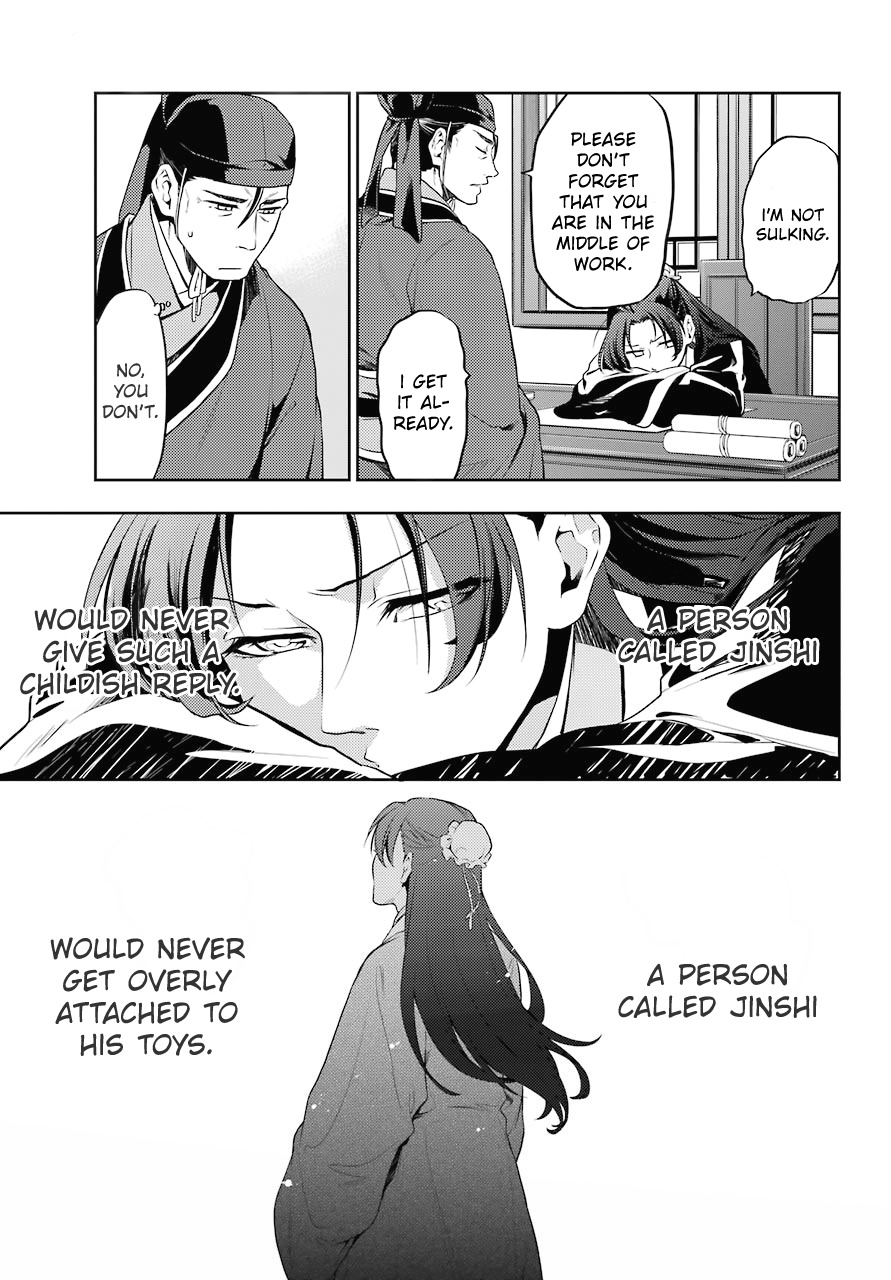 I'M NOT
SULKING.
PLEASE
DON'T
FORGET
THAT YOU
ARE IN THE
MIDDLE OF
WORK.
I GET
IT AL-
READY.
NO,
YOU
DON'T.
A PERSON
CALLED JINSHI
WOULD NEVER
GIVE SUCH A
CHILDISH REPLY.
A PERSON
CALLED JINSHI
WOULD NEVER
GET OVERLY
ATTACHED TO
HIS TOYS.